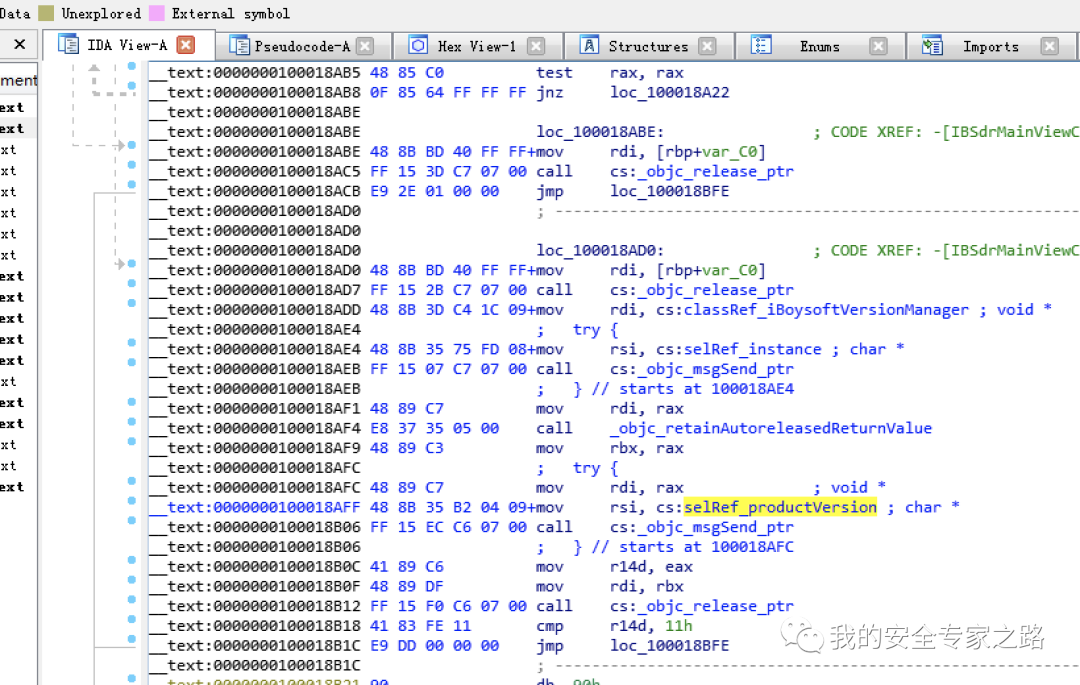 Data Unexplored External symbol
IDA View-A Pseudocode-A Hex View-1 Structures Enums Imports
ment
__text:0000000100018AB5 48 85 C0 test rax, rax
ext __text:0000000100018AB8 0F 85 64 FF FF FF jnz loc_100018A22
__text:0000000100018ABE
ext __text:0000000100018ABE loc_100018ABE: ; CODE XREF: -[IBSdrMainViewC
xt __text:0000000100018ABE 48 8B BD 40 FF FF+mov rdi, [rbp+var_C0]
xt __text:0000000100018AC5 FF 15 3D C7 07 00 call cs:_objc_release_ptr
xt __text:0000000100018ACB E9 2E 01 00 00 jmp loc_100018BFE
xt __text:0000000100018AD0 ; ---------------------------------------------------------
__text:0000000100018AD0
xt __text:0000000100018AD0 loc_100018AD0: ; CODE XREF: -[IBSdrMainViewC
xt __text:0000000100018AD0 48 8B BD 40 FF FF+mov rdi, [rbp+var_C0]
ext __text:0000000100018AD7 FF 15 2B C7 07 00 call cs:_objc_release_ptr
ext __text:0000000100018ADD 48 8B 3D C4 1C 09+mov rdi, cs:classRef_iBoysoftVersionManager ; void *
ext __text:0000000100018AE4 ; try {
ext __text:0000000100018AE4 48 8B 35 75 FD 08+mov rsi, cs:selRef_instance ; char *
ext __text:0000000100018AEB FF 15 07 C7 07 00 call cs:_objc_msgSend_ptr
xt __text:0000000100018AEB ; } // starts at 100018AE4
ext __text:0000000100018AF1 48 89 C7 mov rdi, rax
ext __text:0000000100018AF4 E8 37 35 05 00 call _objc_retainAutoreleasedReturnValue
xt __text:0000000100018AF9 48 89 C3 mov rbx, rax
xt __text:0000000100018AFC ; try {
ext __text:0000000100018AFC 48 89 C7 mov rdi, rax ; void *
__text:0000000100018AFF 48 8B 35 B2 04 09+mov rsi, cs:selRef_productVersion ; char *
__text:0000000100018B06 FF 15 EC C6 07 00 call cs:_objc_msgSend_ptr
__text:0000000100018B06 ; } // starts at 100018AFC
__text:0000000100018B0C 41 89 C6 mov r14d, eax
__text:0000000100018B0F 48 89 DF mov rdi, rbx
__text:0000000100018B12 FF 15 F0 C6 07 00 call cs:_objc_release_ptr
__text:0000000100018B18 41 83 FE 11 cmp r14d, 11h
__text:0000000100018B1C E9 DD 00 00 00 jmp loc_100018BFE
__text:0000000100018B1C ; ---------------------------------------------------------
__text:0000000100018B21 90 db 90h
我的安全专家之路